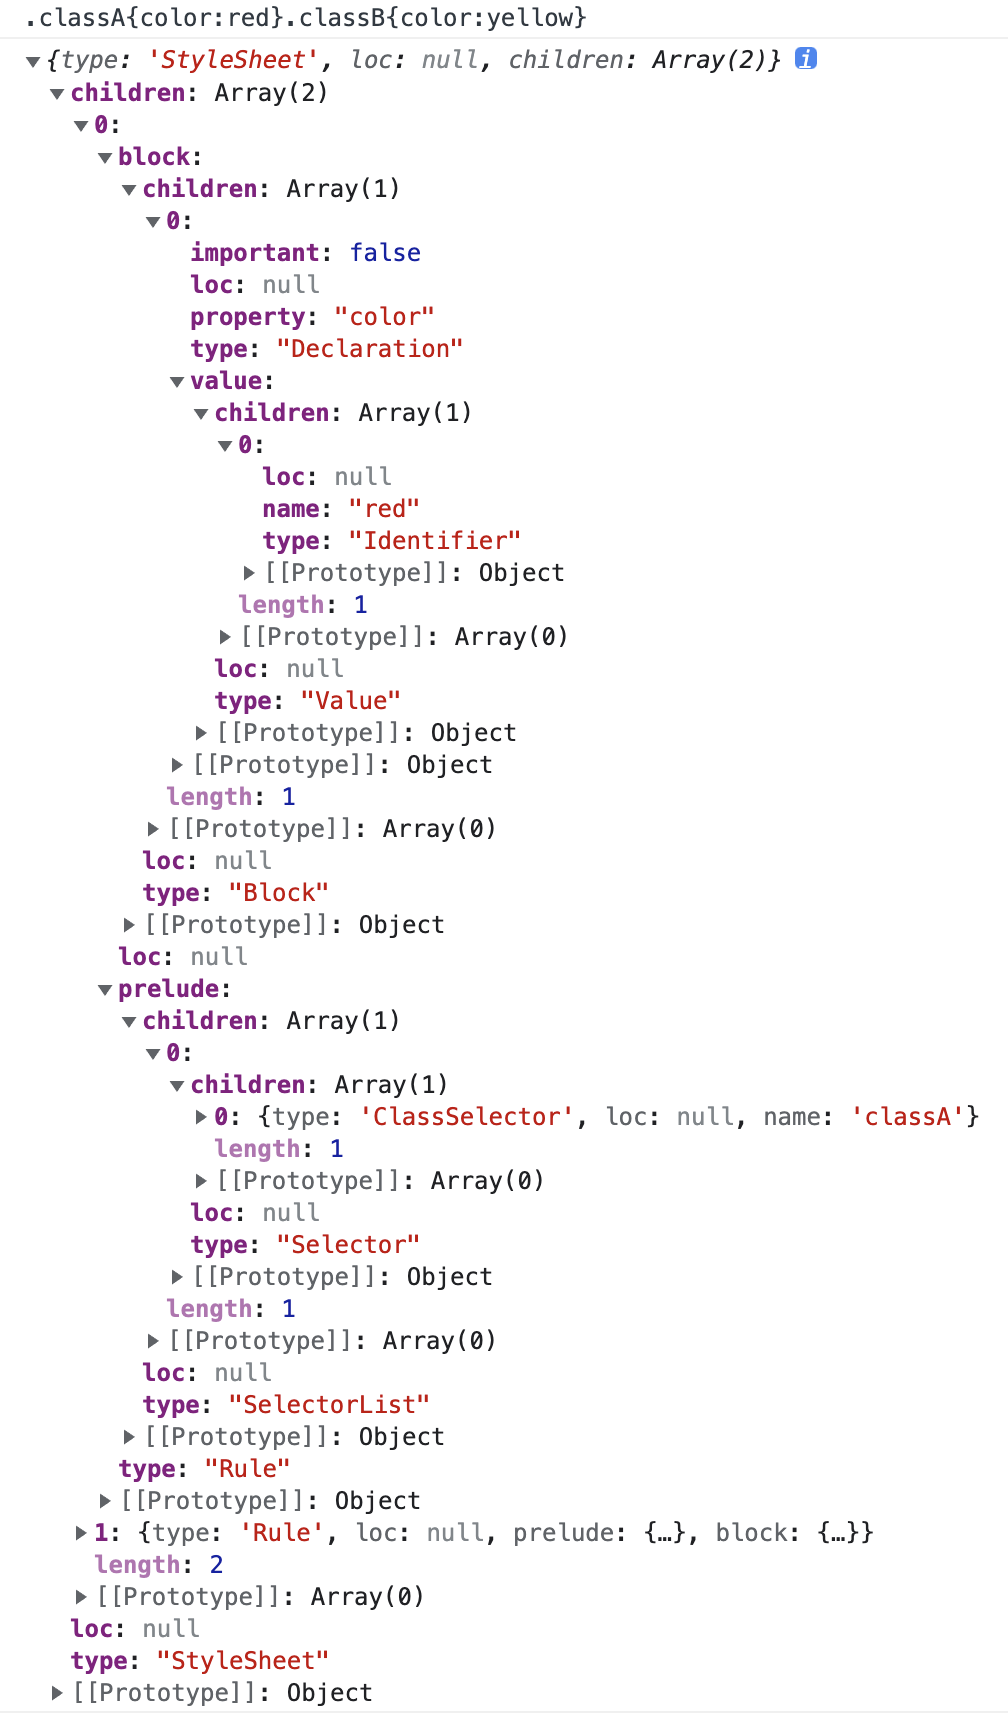 .classA{color:red}.classB{color:yellow}
▼{type: 'StyleSheet', loc: null, children: Array(2)} i
▼children: Array(2)
▼0:
▼block:
▼children: Array(1)
▼0:
important: false
loc: null
property: "color"
type: "Declaration"
▼value:
▼children: Array(1)
▼0:
loc: null
name: "red"
type: "Identifier"
▶[[Prototype]]: Object
length: 1
▶[[Prototype]]: Array(0)
loc: null
type: "Value"
▶[[Prototype]]: Object
▶[[Prototype]]: Object
length: 1
▶[[Prototype]]: Array(0)
loc: null
type: "Block"
▶[[Prototype]]: Object
loc: null
▼prelude:
▼children: Array(1)
▼0:
▼children: Array(1)
▶0: {type: 'ClassSelector', loc: null, name: 'classA'}
length: 1
▶[[Prototype]]: Array(0)
loc: null
type: "Selector"
▶[[Prototype]]: Object
length: 1
▶[[Prototype]]: Array(0)
loc: null
type: "SelectorList"
▶[[Prototype]]: Object
type: "Rule"
▶[[Prototype]]: Object
▶1: {type: 'Rule', loc: null, prelude: {…}, block: {…}}
length: 2
▶[[Prototype]]: Array(0)
loc: null
type: "StyleSheet"
▶[[Prototype]]: Object